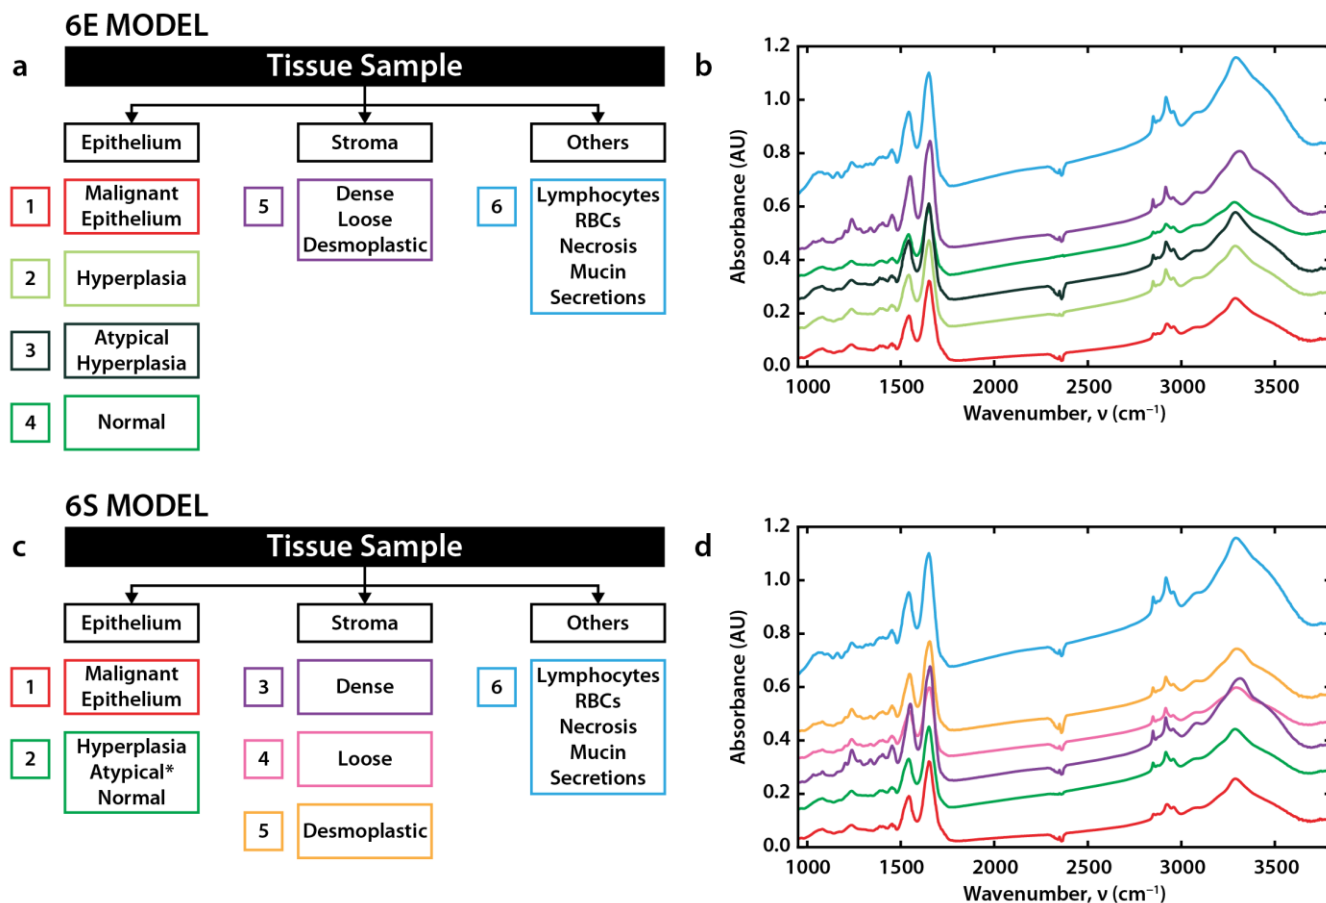 6E MODEL
a
Tissue Sample
Epithelium
Stroma
Others
1
Malignant
Epithelium
2
Hyperplasia
3
Atypical
Hyperplasia
4
Normal
5
Dense
Loose
Desmoplastic
6
Lymphocytes
RBCs
Necrosis
Mucin
Secretions
b
Absorbance (AU)
1.2
1.0
0.8
0.6
0.4
0.2
0.0
1000 1500 2000 2500 3000 3500
Wavenumber, ν (cm⁻¹)
6S MODEL
c
Tissue Sample
Epithelium
Stroma
Others
1
Malignant
Epithelium
2
Hyperplasia
Atypical*
Normal
3
Dense
4
Loose
5
Desmoplastic
6
Lymphocytes
RBCs
Necrosis
Mucin
Secretions
d
Absorbance (AU)
1.2
1.0
0.8
0.6
0.4
0.2
0.0
1000 1500 2000 2500 3000 3500
Wavenumber, ν (cm⁻¹)